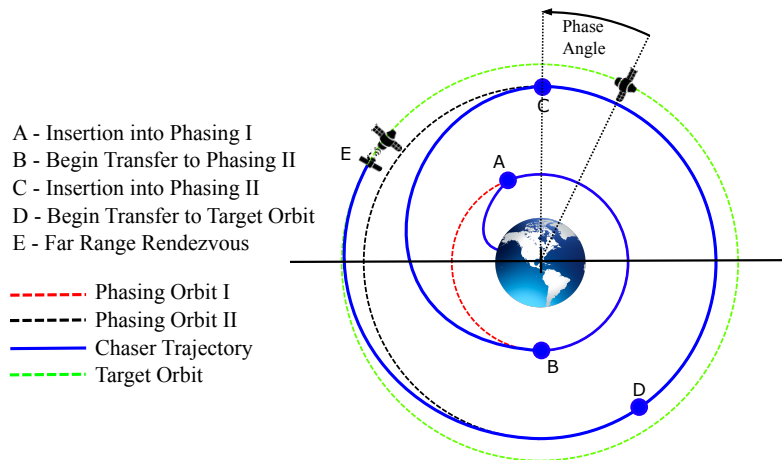 Phase
Angle
A - Insertion into Phasing I
B - Begin Transfer to Phasing II
C - Insertion into Phasing II
D - Begin Transfer to Target Orbit
E - Far Range Rendezvous
E
C
A
B
D
Phasing Orbit I
Phasing Orbit II
Chaser Trajectory
Target Orbit